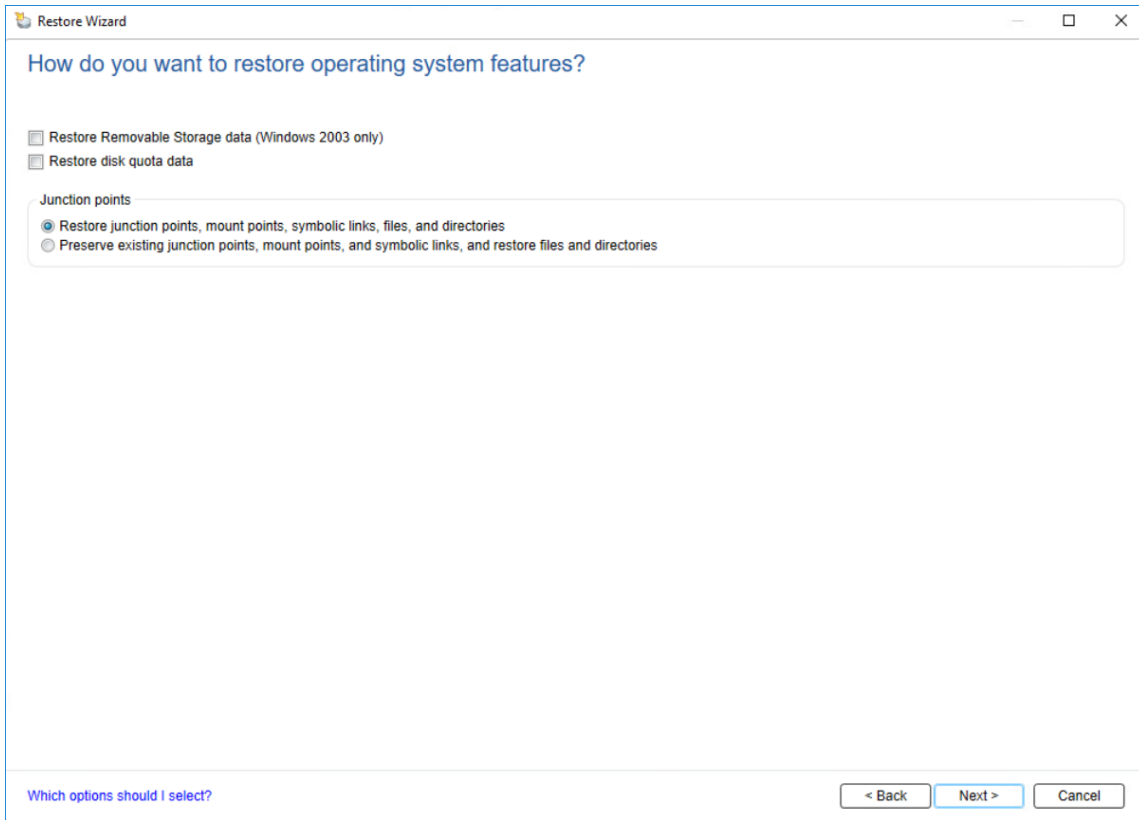 Restore Wizard
How do you want to restore operating system features?
Restore Removable Storage data (Windows 2003 only)
Restore disk quota data
Junction points
Restore junction points, mount points, symbolic links, files, and directories
Preserve existing junction points, mount points, and symbolic links, and restore files and directories
Which options should I select?
< Back
Next >
Cancel